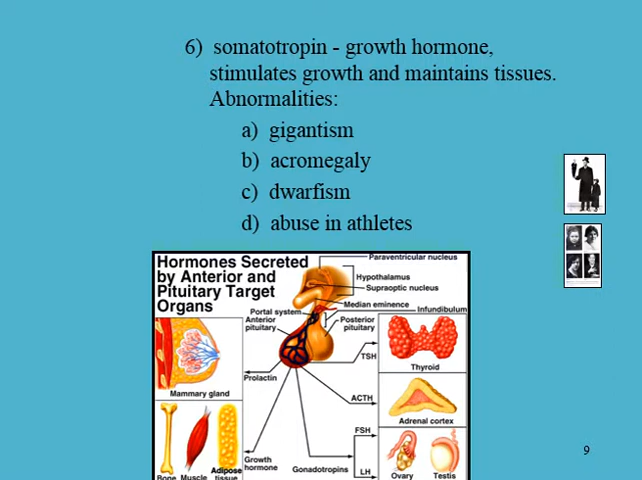 6) somatotropin - growth hormone,
stimulates growth and maintains tissues.
Abnormalities:
a) gigantism
b) acromegaly
c) dwarfism
d) abuse in athletes
Hormones Secreted
by Anterior and
Pituitary Target
Organs
Paraventricular nucleus
Hypothalamus
Supraoptic nucleus
Median eminence
Infundibulum
Portal system
Anterior
pituitary
Posterior
pituitary
TSH
Thyroid
Mammary gland
Prolactin
ACTH
Adrenal cortex
FSH
Growth
hormone
Gonadotropins
LH
Bone
Muscle
Adipose
tissue
Ovary
Testis
9